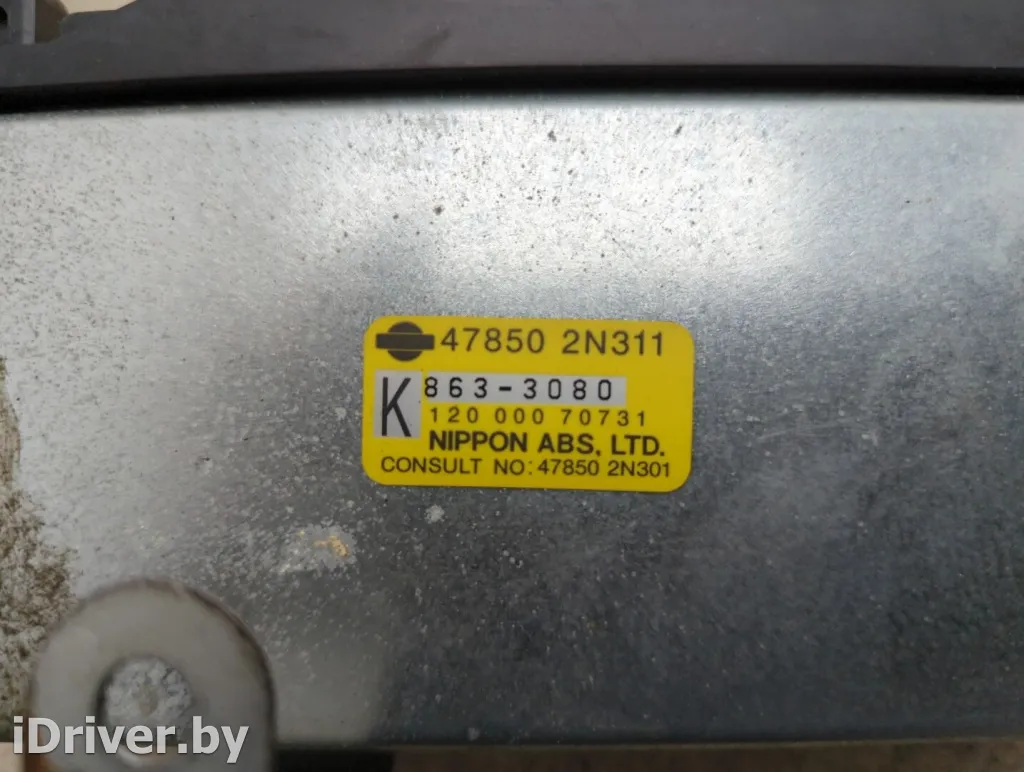 47850 2N311
K 863-3080
120 000 70731
NIPPON ABS, LTD.
CONSULT NO: 47850 2N301
iDriver.by